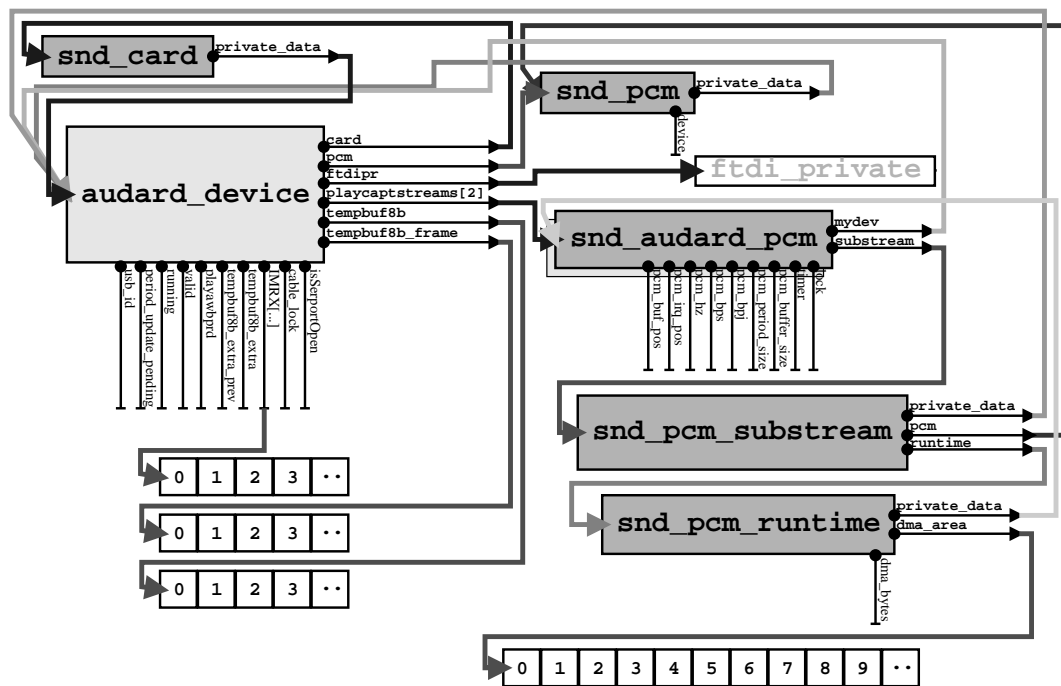 snd_card
private_data
snd_pcm
private_data
device
audard_device
card
pcm
ftdipr
playcaptstreams[2]
tempbuf8b
tempbuf8b_frame
usb_id
period_update_pending
running
valid
playawbprd
tempbuf8b_extra_prev
tempbuf8b_extra
IMRX[...]
cable_lock
isSerportOpen
ftdi_private
snd_audard_pcm
mydev
substream
pcm_buf_pos
pcm_irq_pos
pcm_hz
pcm_bps
pcm_bpj
pcm_period_size
pcm_buffer_size
timer
lock
snd_pcm_substream
private_data
pcm
runtime
0 1 2 3 ..
0 1 2 3 ..
0 1 2 3 ..
snd_pcm_runtime
private_data
dma_area
dma_bytes
0 1 2 3 4 5 6 7 8 9 ..